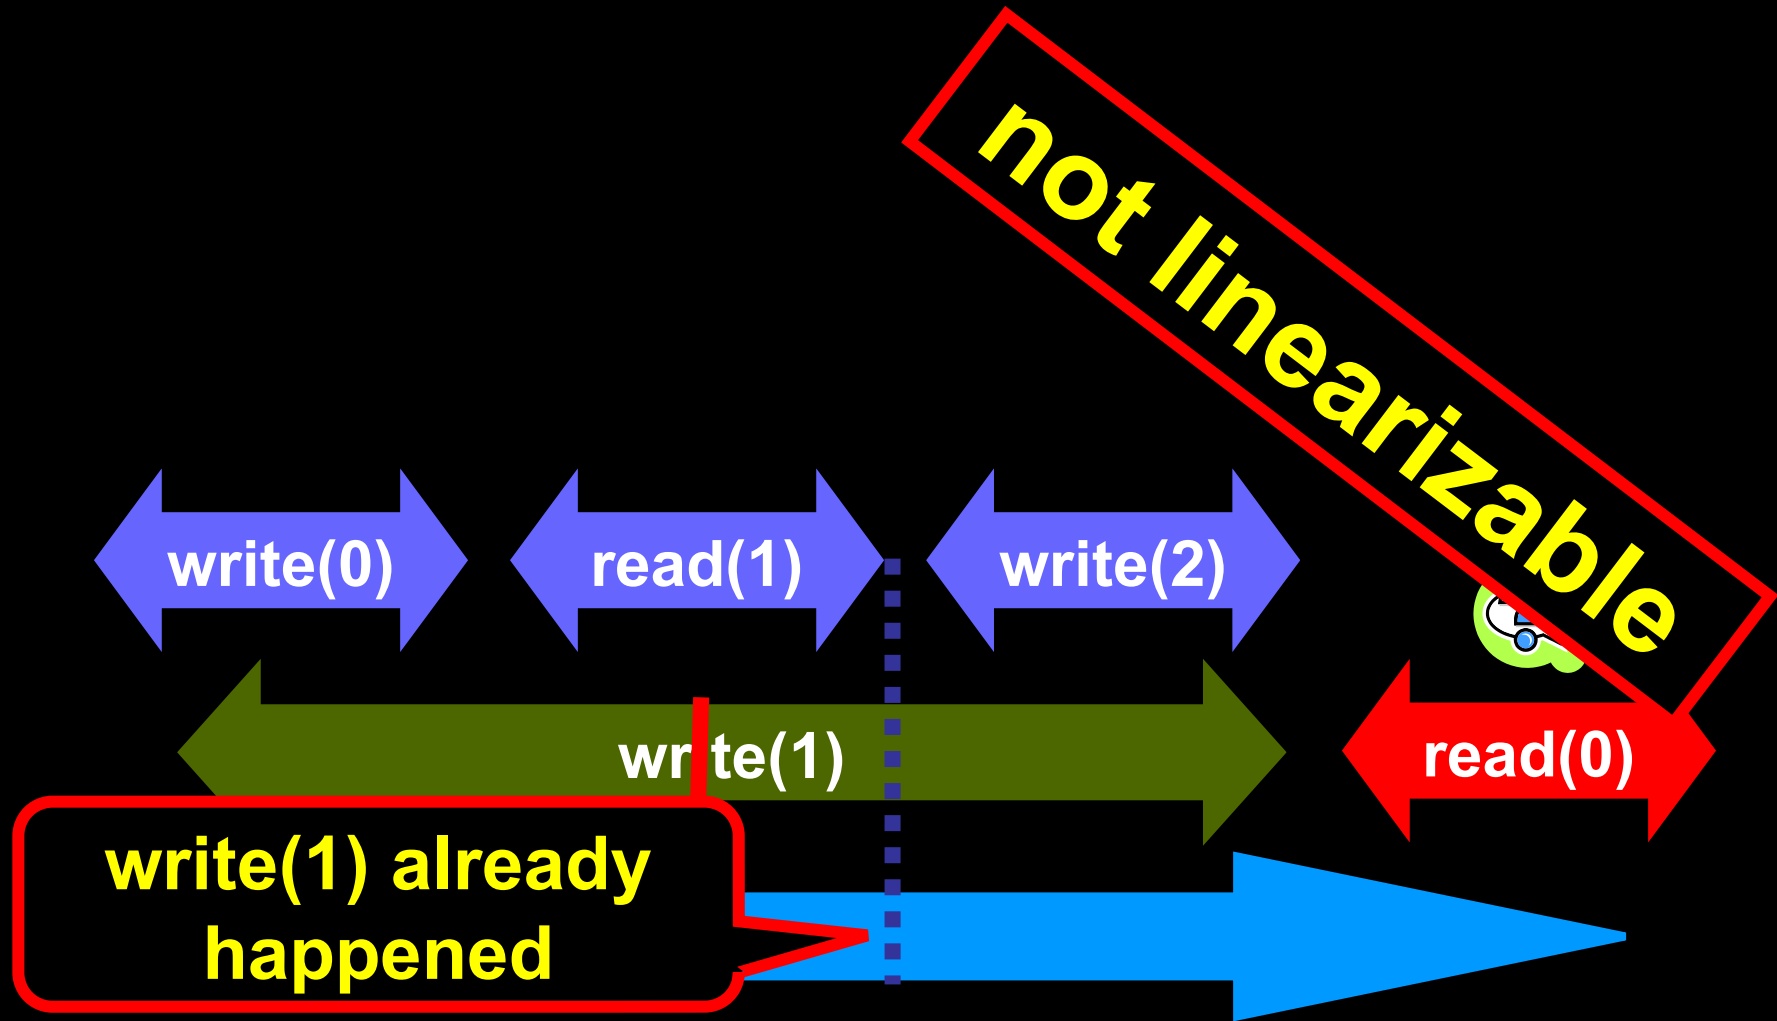 not linearizable
write(0) read(1) write(2)
write(1) read(0)
write(1) already
happened